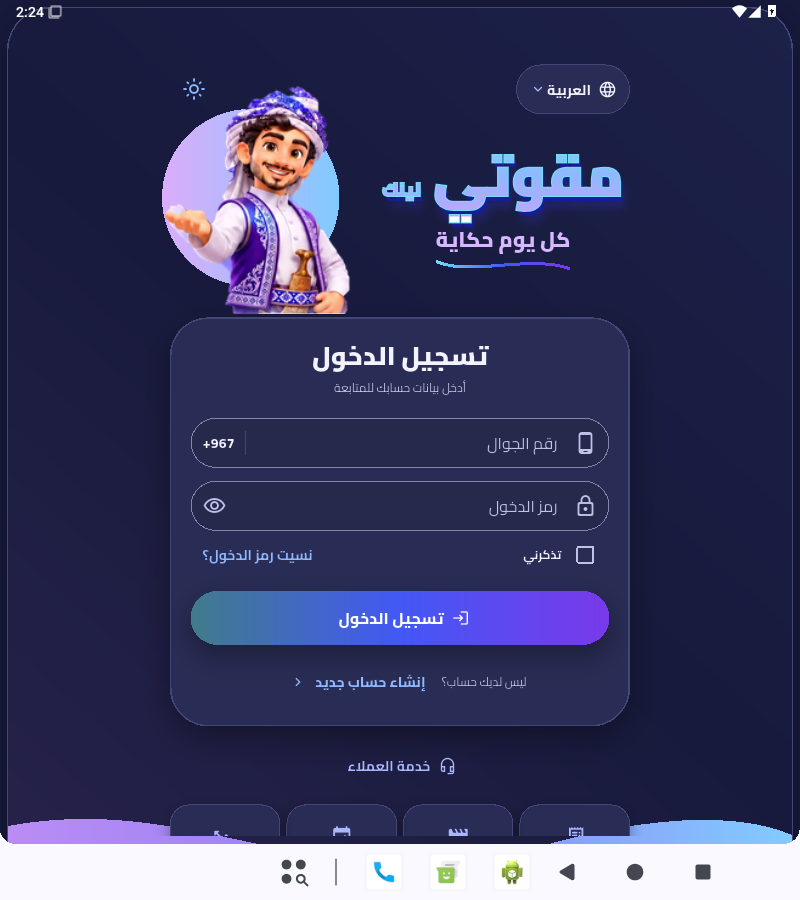 2:24
العربية
مقوتي ليك
كل يوم حكاية
تسجيل الدخول
أدخل بيانات حسابك للمتابعة
رقم الجوال +967
رمز الدخول
تذكرني نسيت رمز الدخول؟
تسجيل الدخول
ليس لديك حساب؟ إنشاء حساب جديد
خدمة العملاء